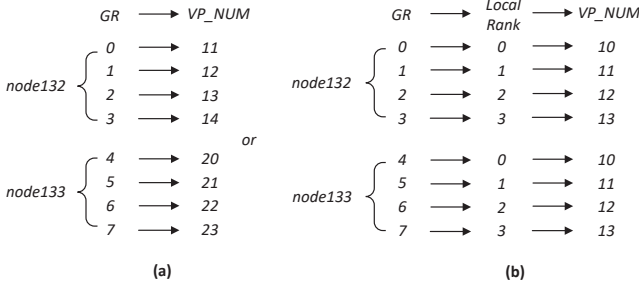 GR VP_NUM
0 11
1 12
node132
2 13
3 14
4 20
5 21
node133
6 22
7 23
(a)
or
GR Local Rank VP_NUM
0 0 10
1 1 11
node132
2 2 12
3 3 13
4 0 10
5 1 11
node133
6 2 12
7 3 13
(b)